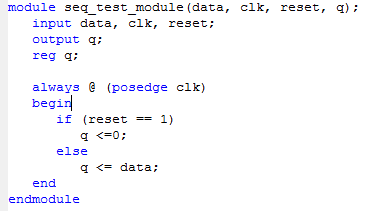 module seq_test_module(data, clk, reset, q);
input data, clk, reset;
output q;
reg q;
always @ (posedge clk)
begin
if (reset == 1)
q <=0;
else
q <= data;
end
endmodule